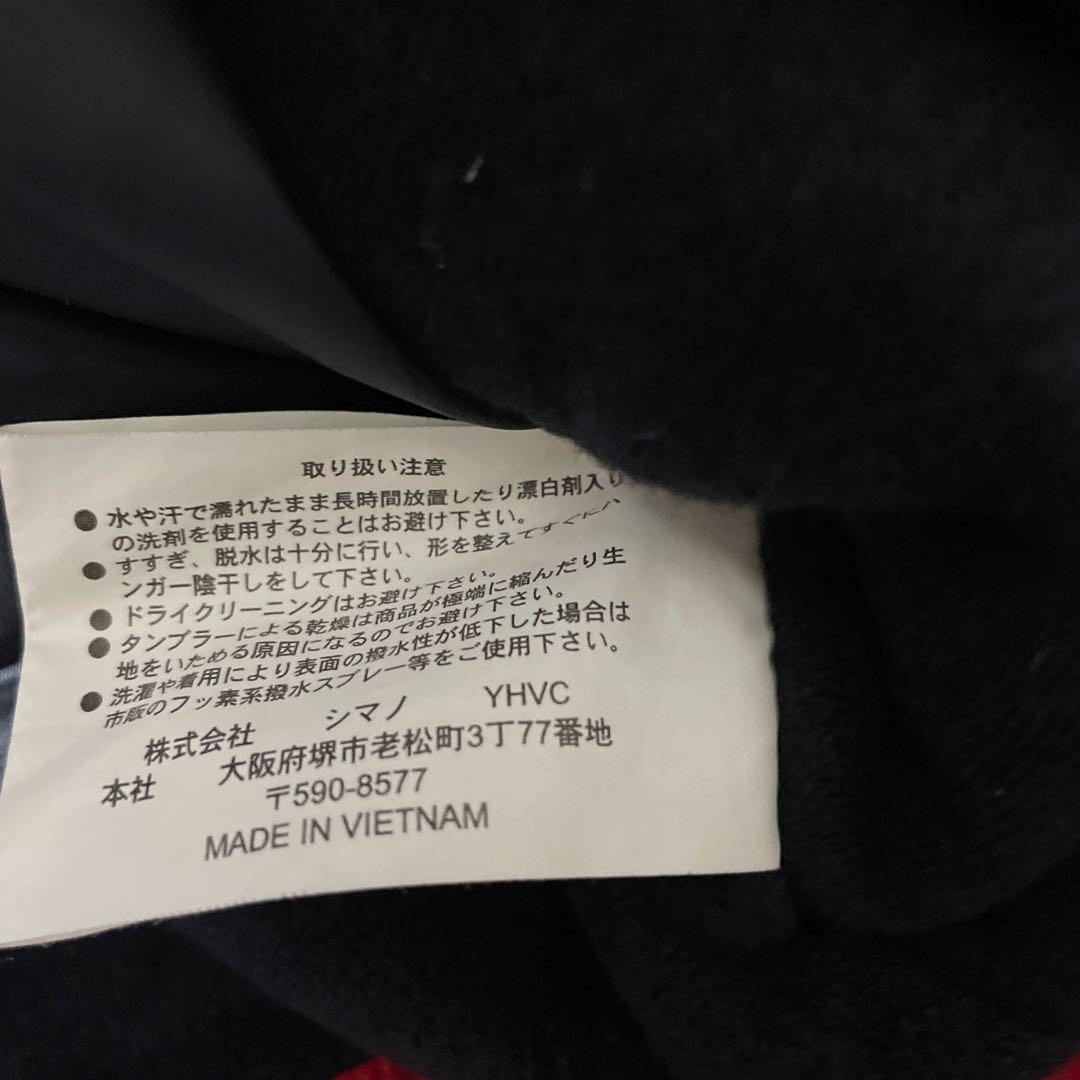 取り扱い注意
● 水や汗で濡れたまま長時間放置したり漂白剤入り
の洗剤を使用することはお避け下さい。
● すすぎ、脱水は十分に行い、形を整えてすぐにハ
ンガー陰干しをして下さい。
● ドライクリーニングはお避け下さい。
● タンブラーによる乾燥は商品が極端に縮んだり生
地をいためる原因になるのでお避け下さい。
● 洗濯や着用により表面の撥水性が低下した場合は
市販のフッ素系撥水スプレー等をご使用下さい。
株式会社 シマノ YHVC
本社 大阪府堺市老松町3丁77番地
〒590-8577
MADE IN VIETNAM